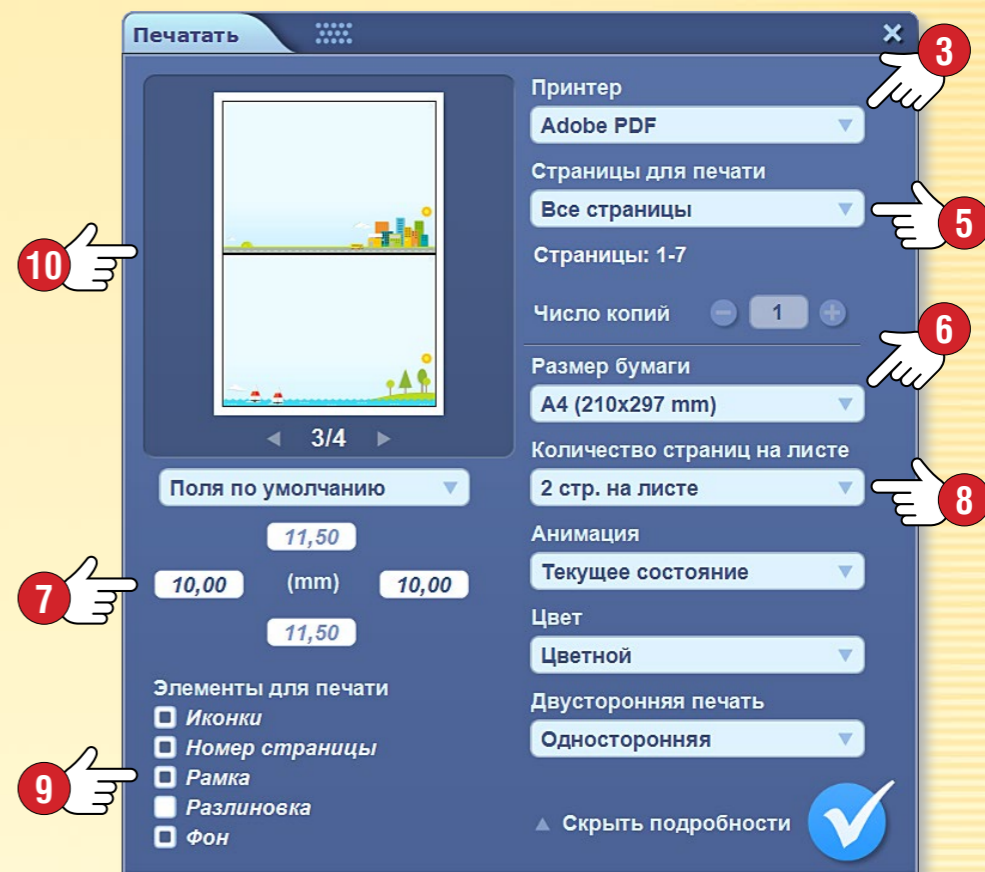 Печатать
3
Принтер
Adobe PDF
Страницы для печати
Все страницы
5
Страницы: 1-7
10
Число копий
1
6
Размер бумаги
A4 (210x297 mm)
3/4
Количество страниц на листе
2 стр. на листе
8
Поля по умолчанию
11,50
10,00
(mm)
10,00
11,50
7
Анимация
Текущее состояние
Цвет
Цветной
Двусторонняя печать
Односторонняя
Элементы для печати
Иконки
Номер страницы
Рамка
9
Разлиновка
Фон
Скрыть подробности